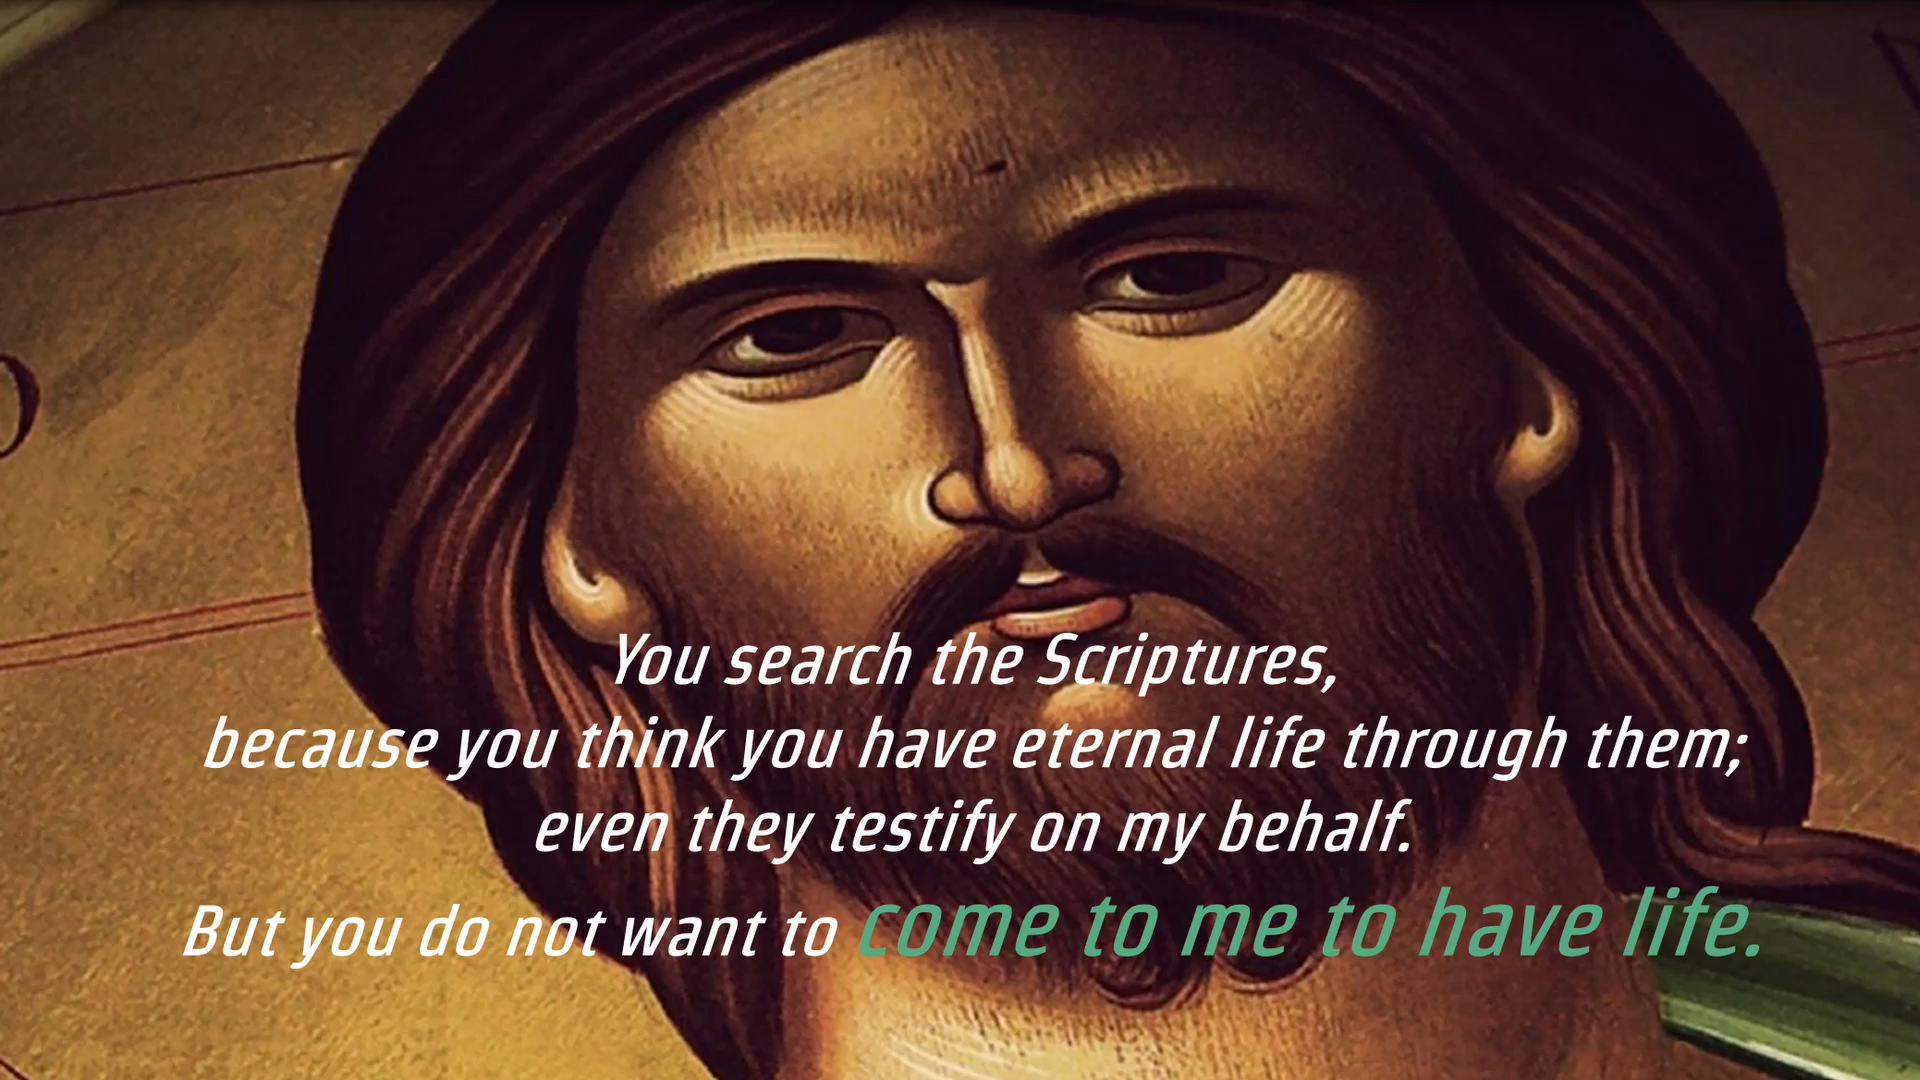 You search the Scriptures,
because you think you have eternal life through them;
even they testify on my behalf.
But you do not want to come to me to have life.